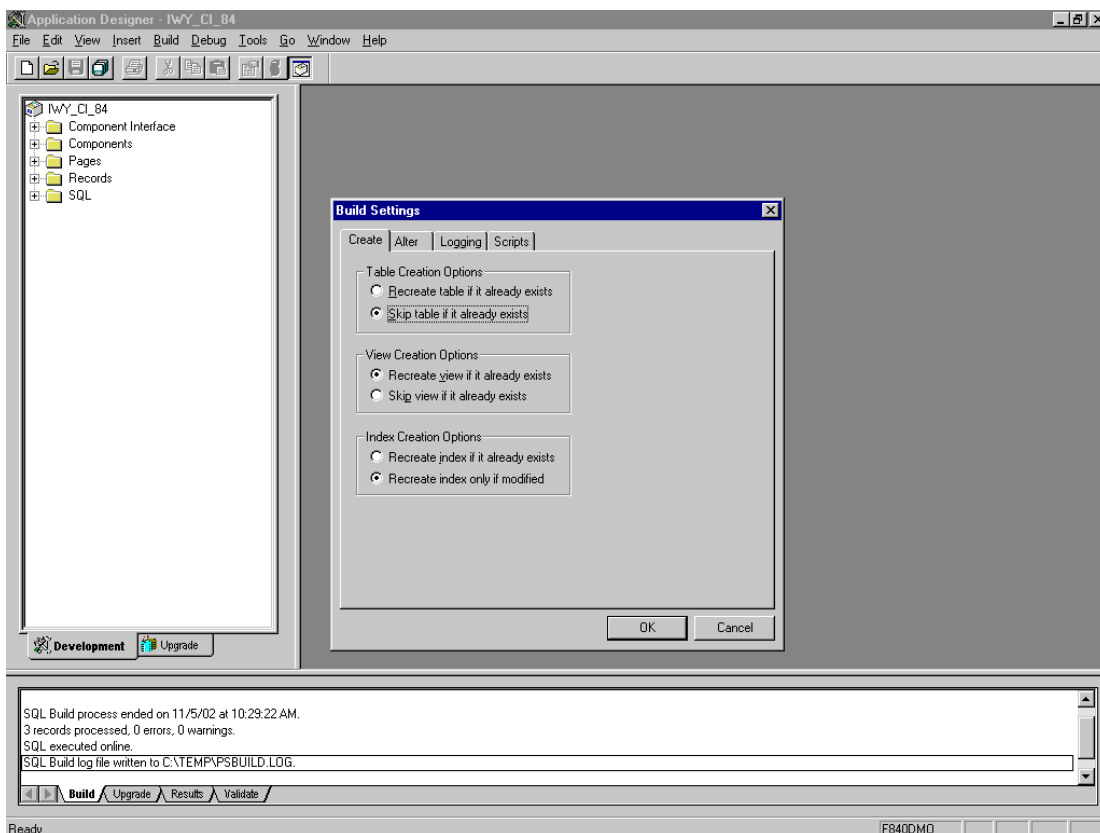 Application Designer - IWY_CI_84
File Edit View Insert Build Debug Tools Go Window Help
IWY_CI_84
Component Interface
Components
Pages
Records
SQL
Development
Upgrade
Build Settings
Create Alter Logging Scripts
Table Creation Options
Recreate table if it already exists
Skip table if it already exists
View Creation Options
Recreate view if it already exists
Skip view if it already exists
Index Creation Options
Recreate index if it already exists
Recreate index only if modified
OK Cancel
SQL Build process ended on 11/5/02 at 10:29:22 AM.
3 records processed, 0 errors, 0 warnings.
SQL executed online.
SQL Build log file written to C:\TEMP\PSBUILD.LOG.
Build Upgrade Results Validate
Ready F840DMO